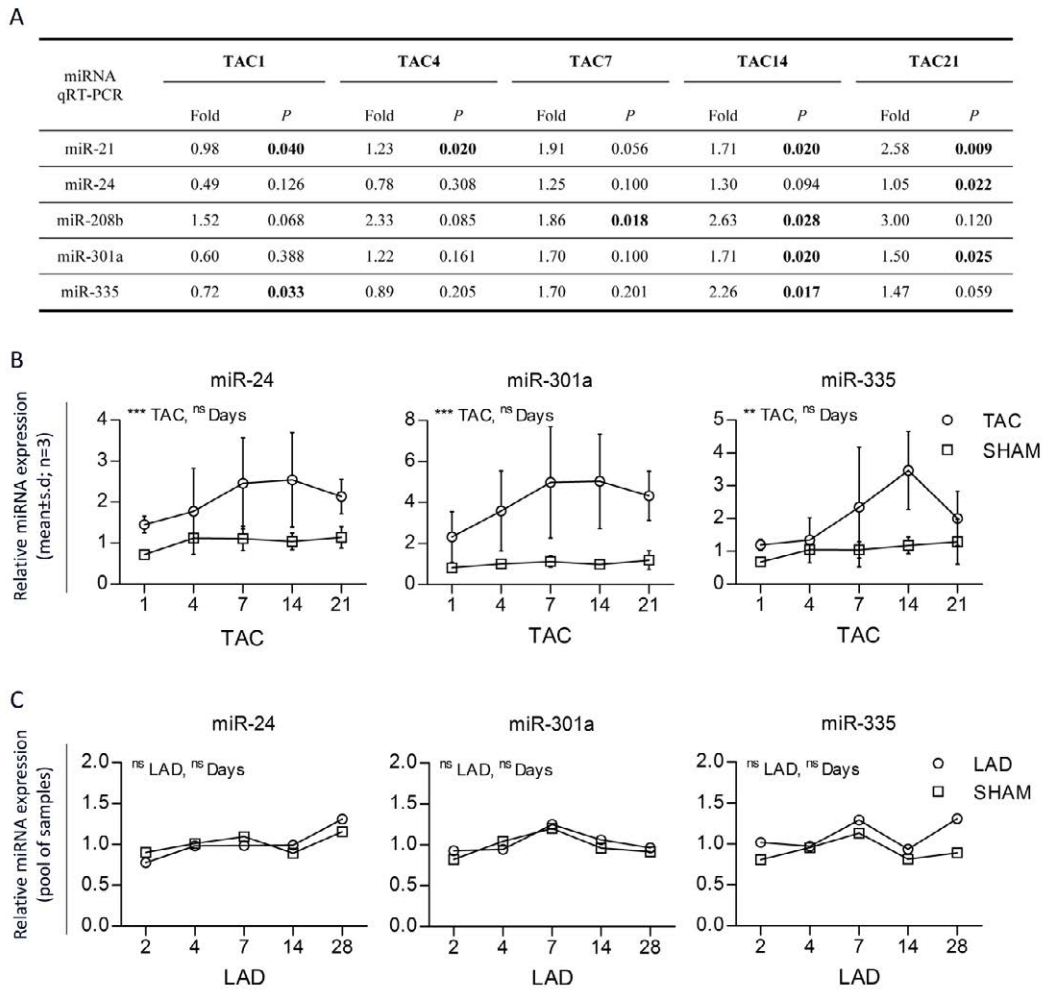 A
miRNA qRT-PCR TAC1 TAC4 TAC7 TAC14 TAC21
Fold P Fold P Fold P Fold P Fold P
miR-21 0.98 0.040 1.23 0.020 1.91 0.056 1.71 0.020 2.58 0.009
miR-24 0.49 0.126 0.78 0.308 1.25 0.100 1.30 0.094 1.05 0.022
miR-208b 1.52 0.068 2.33 0.085 1.86 0.018 2.63 0.028 3.00 0.120
miR-301a 0.60 0.388 1.22 0.161 1.70 0.100 1.71 0.020 1.50 0.025
miR-335 0.72 0.033 0.89 0.205 1.70 0.201 2.26 0.017 1.47 0.059
B
Relative miRNA expression
(mean±s.d; n=3)
miR-24
*** TAC, ns Days
4
3
2
1
0
1 4 7 14 21
TAC
miR-301a
*** TAC, ns Days
8
6
4
2
0
1 4 7 14 21
TAC
miR-335
** TAC, ns Days
5
4
3
2
1
0
1 4 7 14 21
TAC
TAC
SHAM
C
Relative miRNA expression
(pool of samples)
miR-24
ns LAD, ns Days
2.0
1.5
1.0
0.5
0.0
2 4 7 14 28
LAD
miR-301a
ns LAD, ns Days
2.0
1.5
1.0
0.5
0.0
2 4 7 14 28
LAD
miR-335
ns LAD, ns Days
2.0
1.5
1.0
0.5
0.0
2 4 7 14 28
LAD
LAD
SHAM